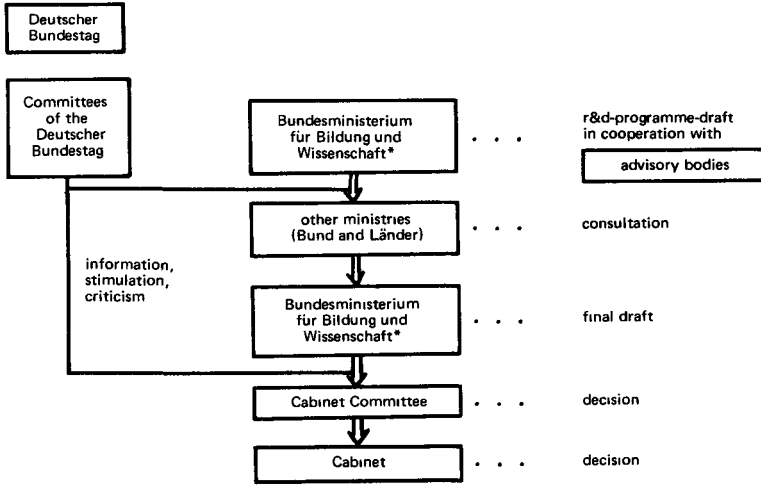 Deutscher
Bundestag
Committees
of the
Deutscher
Bundestag
Bundesministerium
für Bildung und
Wissenschaft*
. . .
r&d-programme-draft
in cooperation with
advisory bodies
other ministries
(Bund and Länder)
. . .
consultation
information,
stimulation,
criticism
Bundesministerium
für Bildung und
Wissenschaft*
. . .
final draft
Cabinet Committee
. . .
decision
Cabinet
. . .
decision